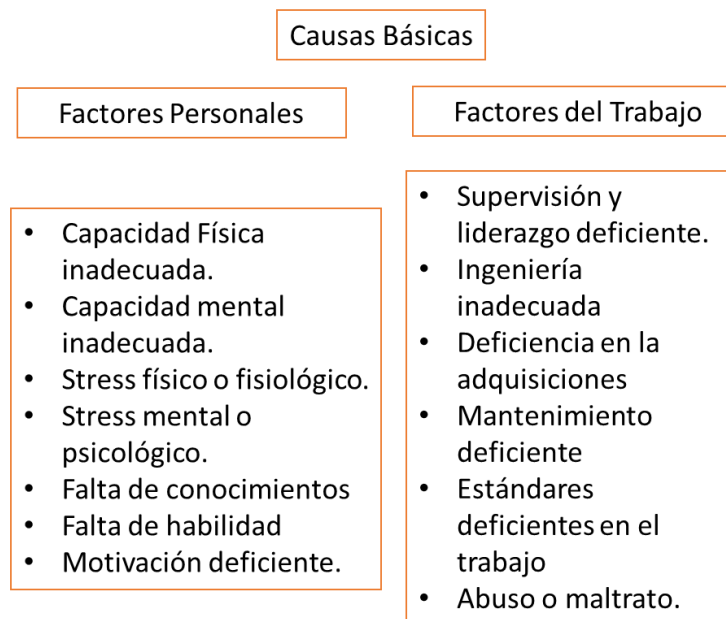 Causas Básicas
Factores Personales
Factores del Trabajo
• Capacidad Física
inadecuada.
• Capacidad mental
inadecuada.
• Stress físico o fisiológico.
• Stress mental o
psicológico.
• Falta de conocimientos
• Falta de habilidad
• Motivación deficiente.
• Supervisión y
liderazgo deficiente.
• Ingeniería
inadecuada
• Deficiencia en la
adquisiciones
• Mantenimiento
deficiente
• Estándares
deficientes en el
trabajo
• Abuso o maltrato.